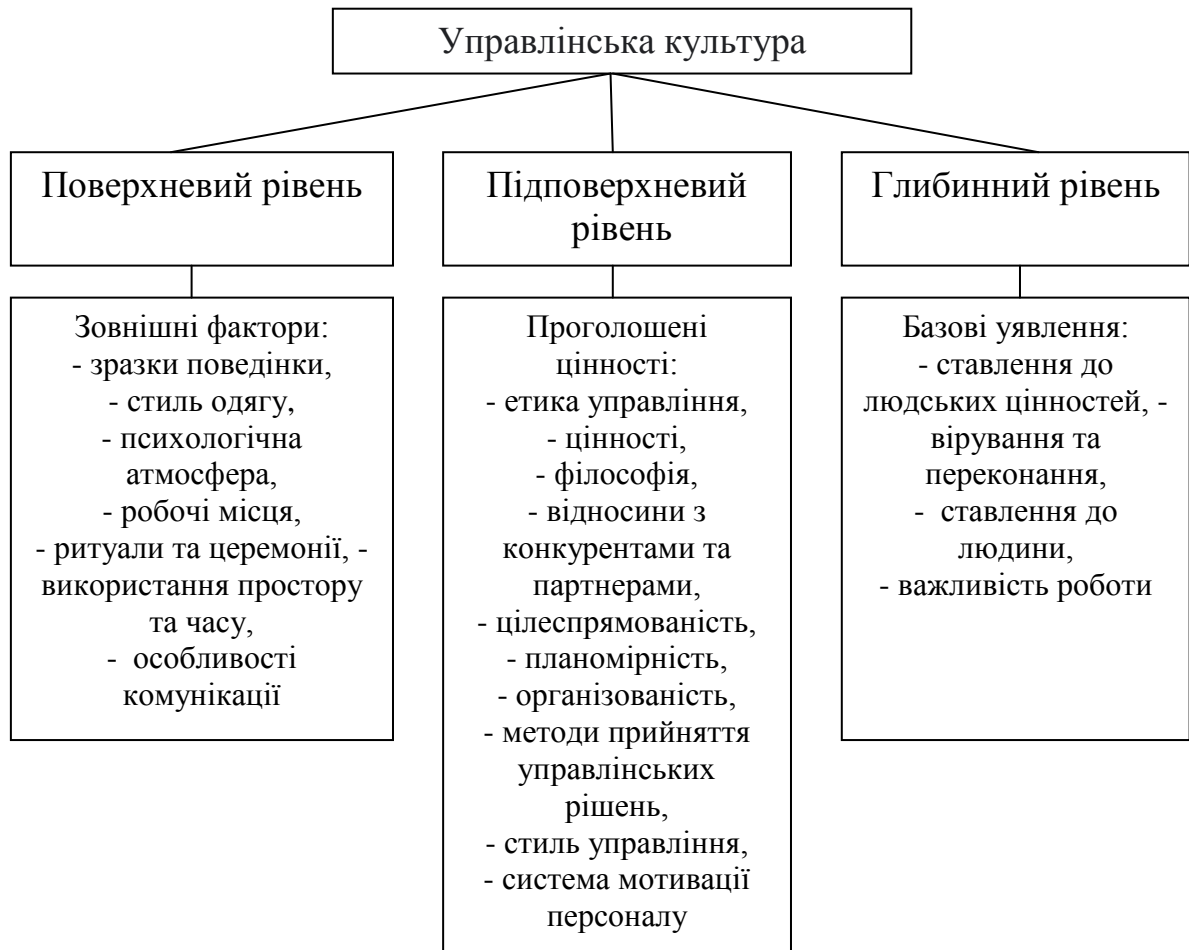 Управлінська культура
Поверхневий рівень
Підповерхневий
рівень
Глибинний рівень
Зовнішні фактори:
- зразки поведінки,
- стиль одягу,
- психологічна
атмосфера,
- робочі місця,
- ритуали та церемонії, -
використання простору
та часу,
- особливості
комунікації
Проголошені
цінності:
- етика управління,
- цінності,
- філософія,
- відносини з
конкурентами та
партнерами,
- цілеспрямованість,
- планомірність,
- організованість,
- методи прийняття
управлінських
рішень,
- стиль управління,
- система мотивації
персоналу
Базові уявлення:
- ставлення до
людських цінностей, -
вірування та
переконання,
- ставлення до
людини,
- важливість роботи